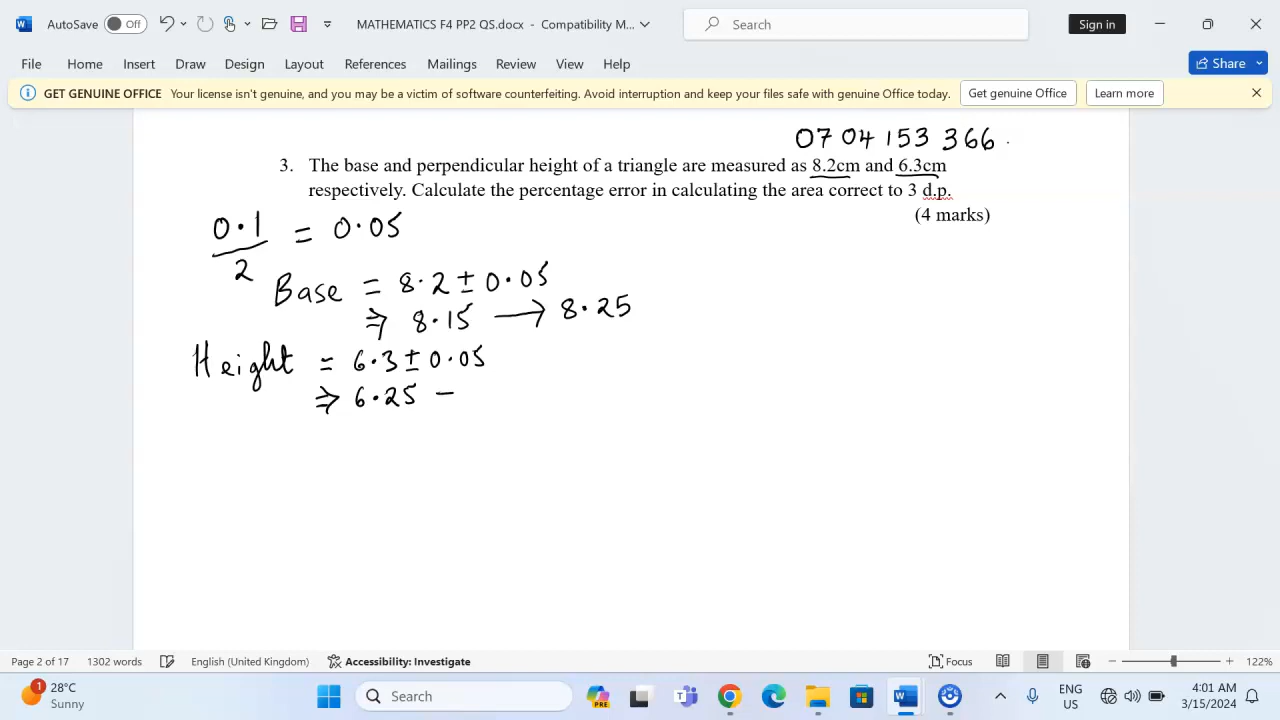 AutoSave Off MATHEMATICS F4 PP2 QS.docx - Compatibility M... Search Sign in
File Home Insert Draw Design Layout References Mailings Review View Help Share
GET GENUINE OFFICE Your license isn't genuine, and you may be a victim of software counterfeiting. Avoid interruption and keep your files safe with genuine Office today. Get genuine Office Learn more
0704153366
3. The base and perpendicular height of a triangle are measured as 8.2cm and 6.3cm
respectively. Calculate the percentage error in calculating the area correct to 3 d.p.
(4 marks)
0.1/2 = 0.05
Base = 8.2 ± 0.05
⇒ 8.15 → 8.25
Height = 6.3 ± 0.05
⇒ 6.25 –
Page 2 of 17 1302 words English (United Kingdom) Accessibility: Investigate Focus 122%
1 28°C Search PRE ENG 4:01 AM
Sunny US 3/15/2024